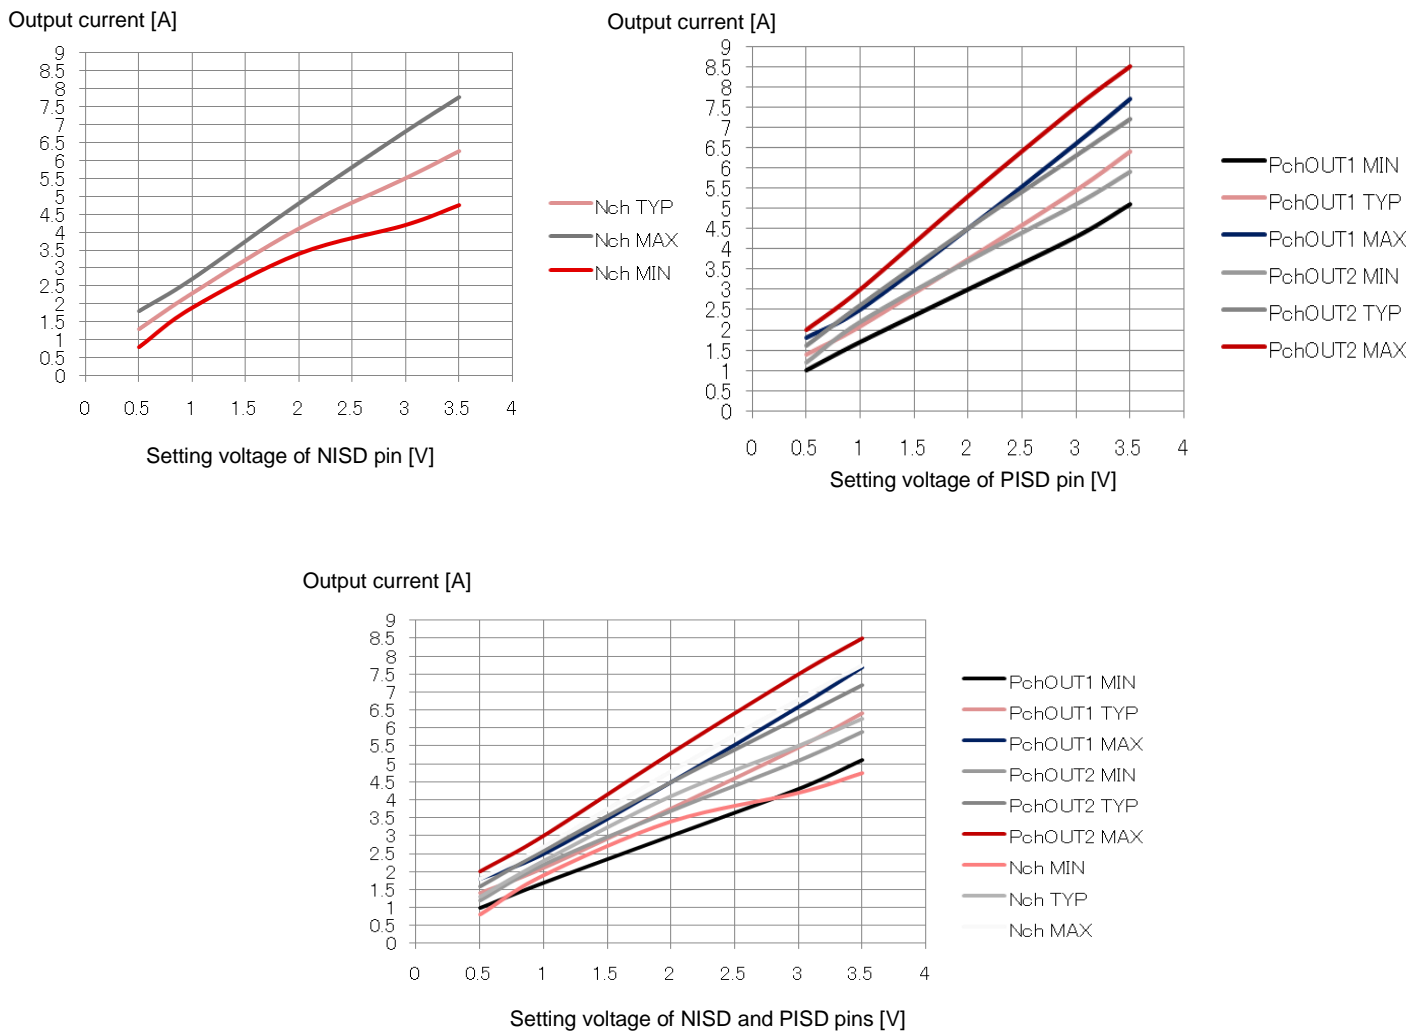 Output current [A]
9
8.5
8
7.5
7
6.5
6
5.5
5
4.5
4
3.5
3
2.5
2
1.5
1
0.5
0
0 0.5 1 1.5 2 2.5 3 3.5 4
Setting voltage of NISD pin [V]
Nch TYP
Nch MAX
Nch MIN
Output current [A]
9
8.5
8
7.5
7
6.5
6
5.5
5
4.5
4
3.5
3
2.5
2
1.5
1
0.5
0
0 0.5 1 1.5 2 2.5 3 3.5 4
Setting voltage of PISD pin [V]
PchOUT1 MIN
PchOUT1 TYP
PchOUT1 MAX
PchOUT2 MIN
PchOUT2 TYP
PchOUT2 MAX
Output current [A]
9
8.5
8
7.5
7
6.5
6
5.5
5
4.5
4
3.5
3
2.5
2
1.5
1
0.5
0
0 0.5 1 1.5 2 2.5 3 3.5 4
Setting voltage of NISD and PISD pins [V]
PchOUT1 MIN
PchOUT1 TYP
PchOUT1 MAX
PchOUT2 MIN
PchOUT2 TYP
PchOUT2 MAX
Nch MIN
Nch TYP
Nch MAX